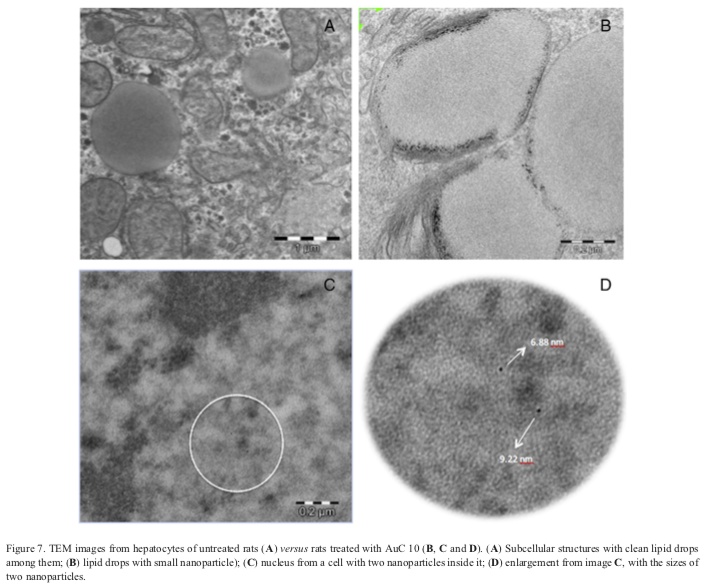 A
B
1 µm
0.2 µm
C
D
6.88 nm
9.22 nm
0.2 µm
Figure 7. TEM images from hepatocytes of untreated rats (A) versus rats treated with AuC 10 (B, C and D). (A) Subcellular structures with clean lipid drops
among them; (B) lipid drops with small nanoparticle); (C) nucleus from a cell with two nanoparticles inside it; (D) enlargement from image C, with the sizes of
two nanoparticles.